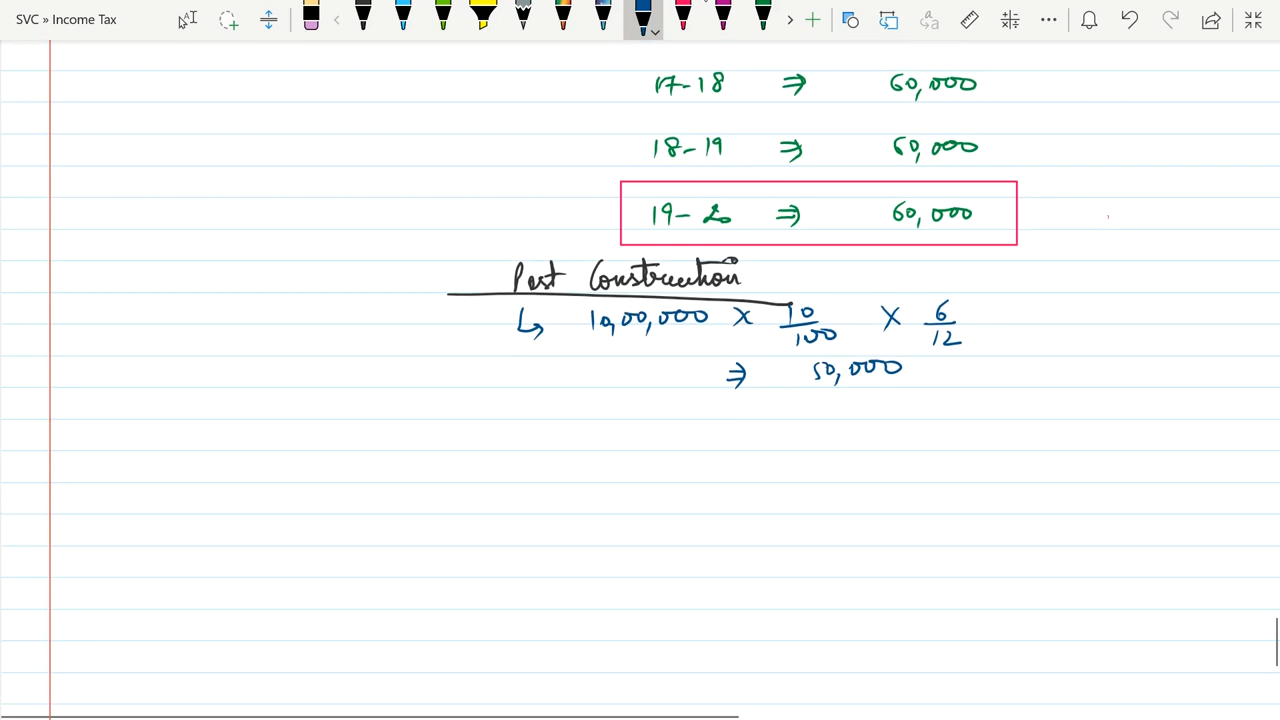 SVC » Income Tax
17-18 ⇒ 60,000
18-19 ⇒ 60,000
19-20 ⇒ 60,000
Post Construction
↳ 10,00,000 x 10/100 x 6/12
⇒ 50,000